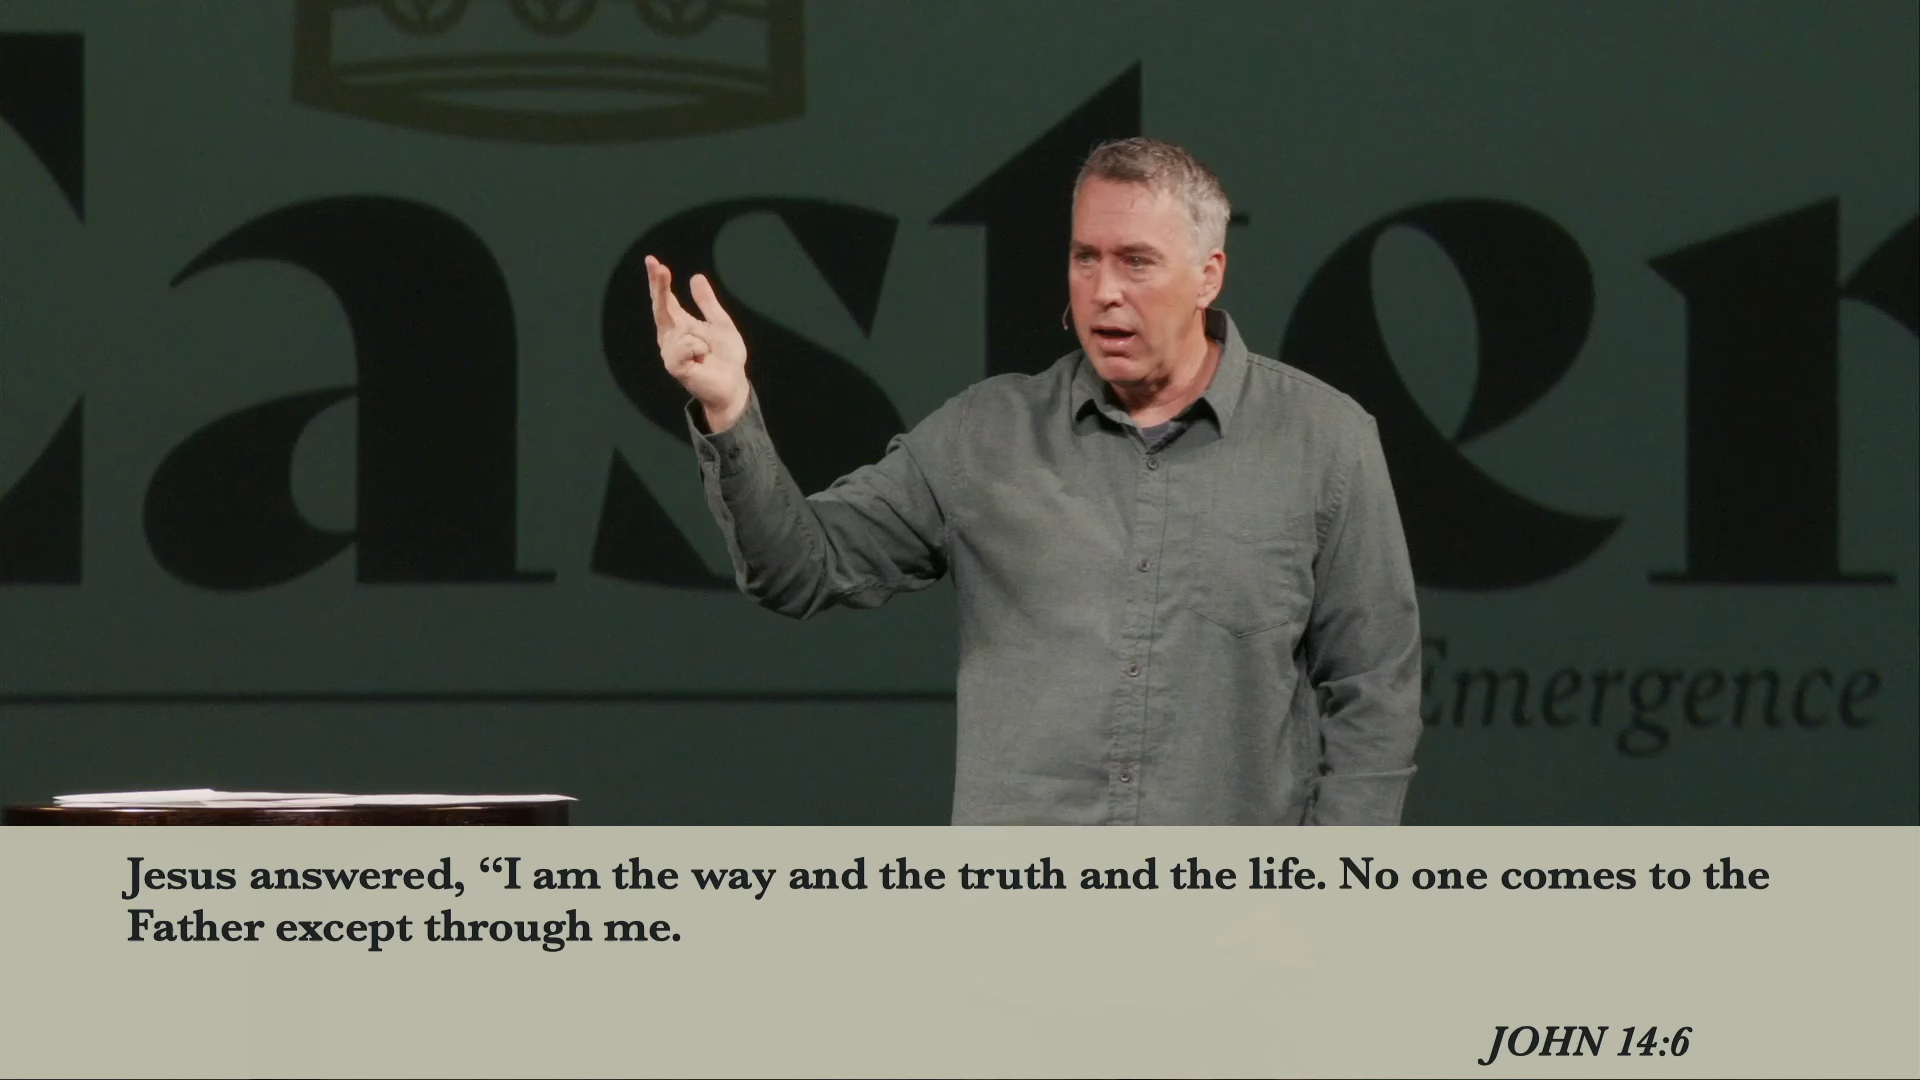 Easter
Emergence
Jesus answered, “I am the way and the truth and the life. No one comes to the
Father except through me.
JOHN 14:6